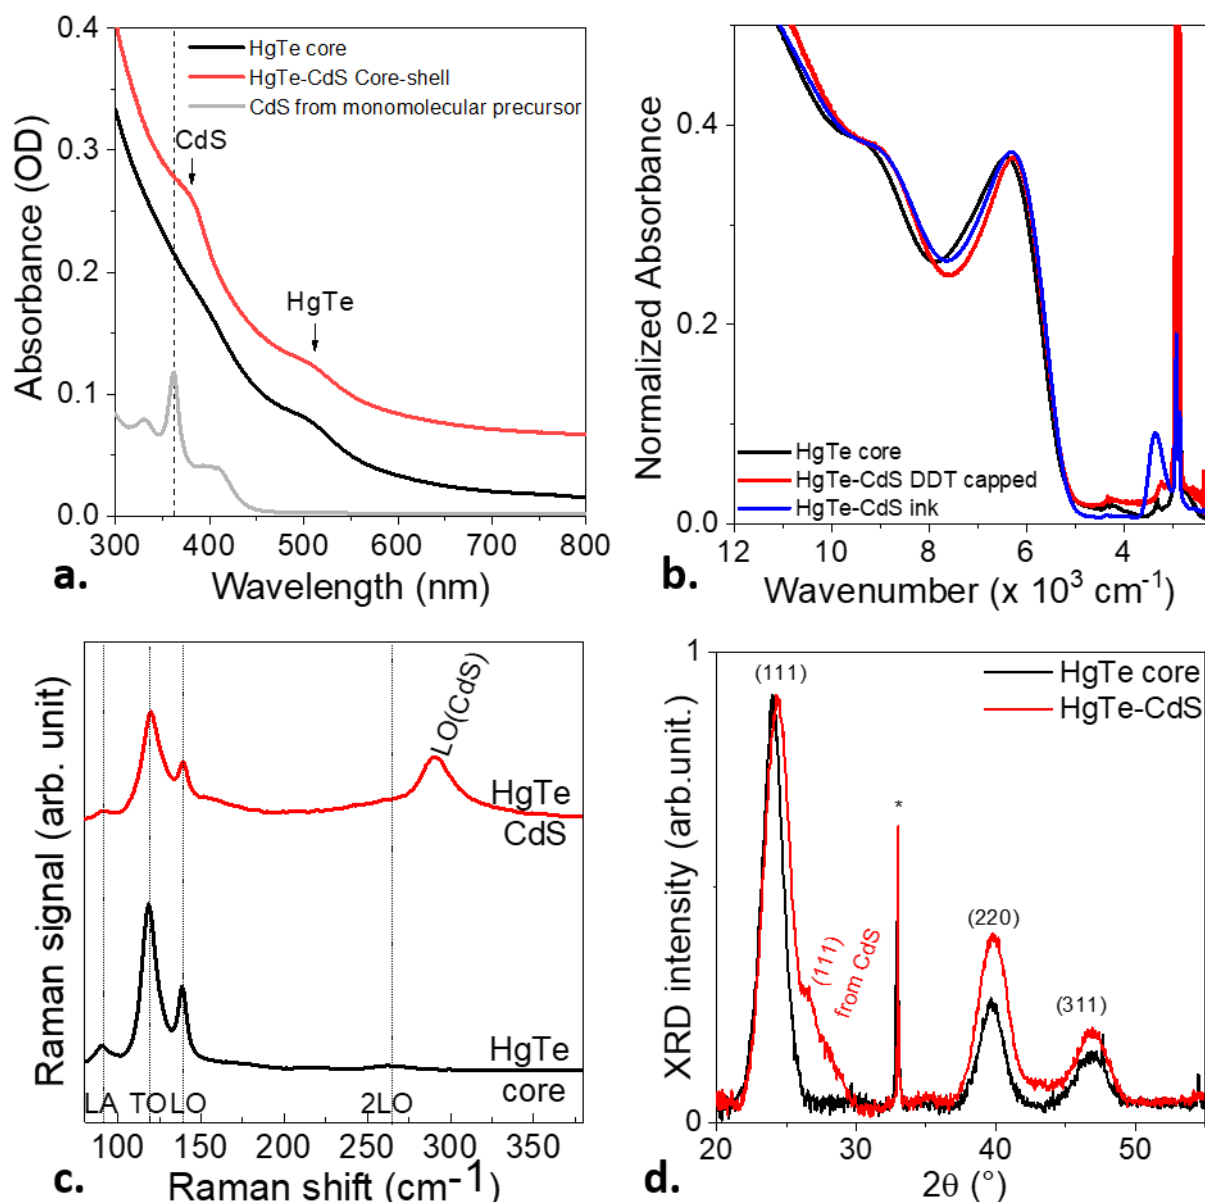 0.4
0.3
0.2
0.1
0.0
Absorbance (OD)
HgTe core
HgTe-CdS Core-shell
CdS from monomolecular precursor
CdS
HgTe
300 400 500 600 700 800
Wavelength (nm)
a.
0.4
0.2
0.0
Normalized Absorbance
HgTe core
HgTe-CdS DDT capped
HgTe-CdS ink
12 10 8 6 4
Wavenumber (x 10³ cm⁻¹)
b.
Raman signal (arb. unit)
LO(CdS)
HgTe
CdS
HgTe
core
LA TO LO 2LO
100 150 200 250 300 350
Raman shift (cm⁻¹)
c.
1
0
XRD intensity (arb.unit.)
HgTe core
HgTe-CdS
(111)
(111)
from CdS
*
(220)
(311)
20 30 40 50
2θ (°)
d.